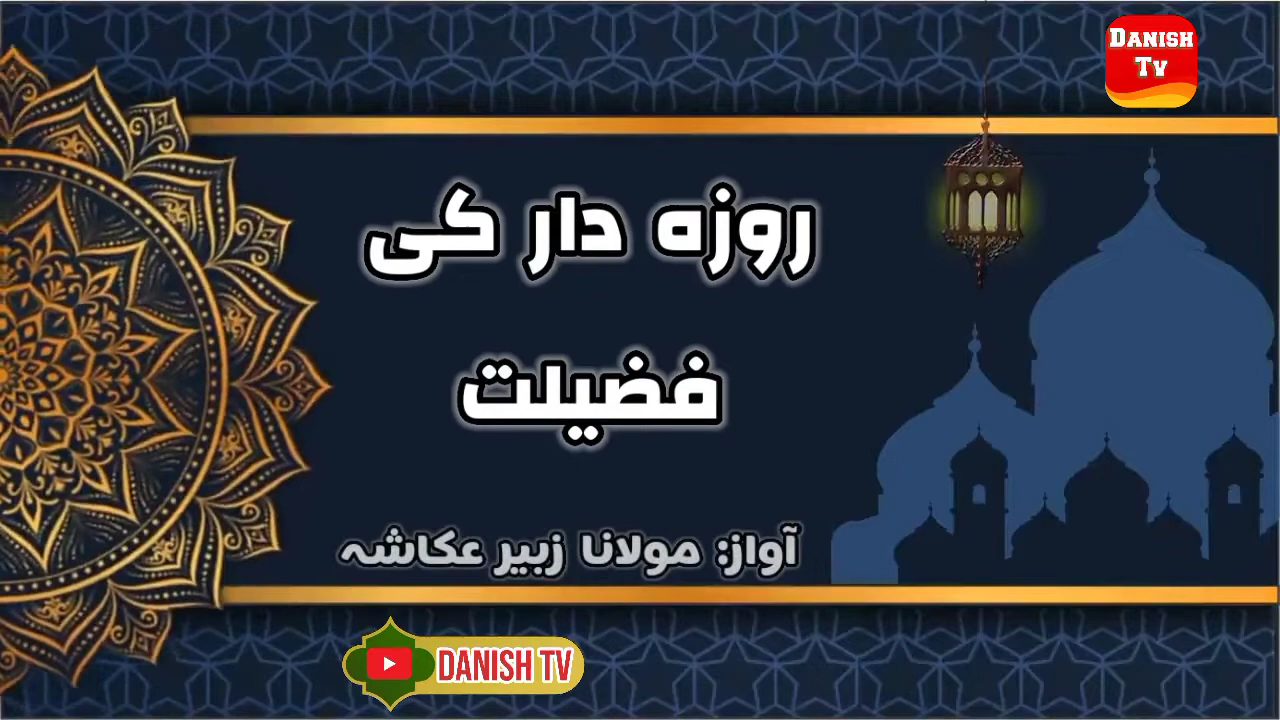 DANISH
TV
روزہ دار کی
فضیلت
آواز: مولانا زبیر عکاشہ
DANISH TV